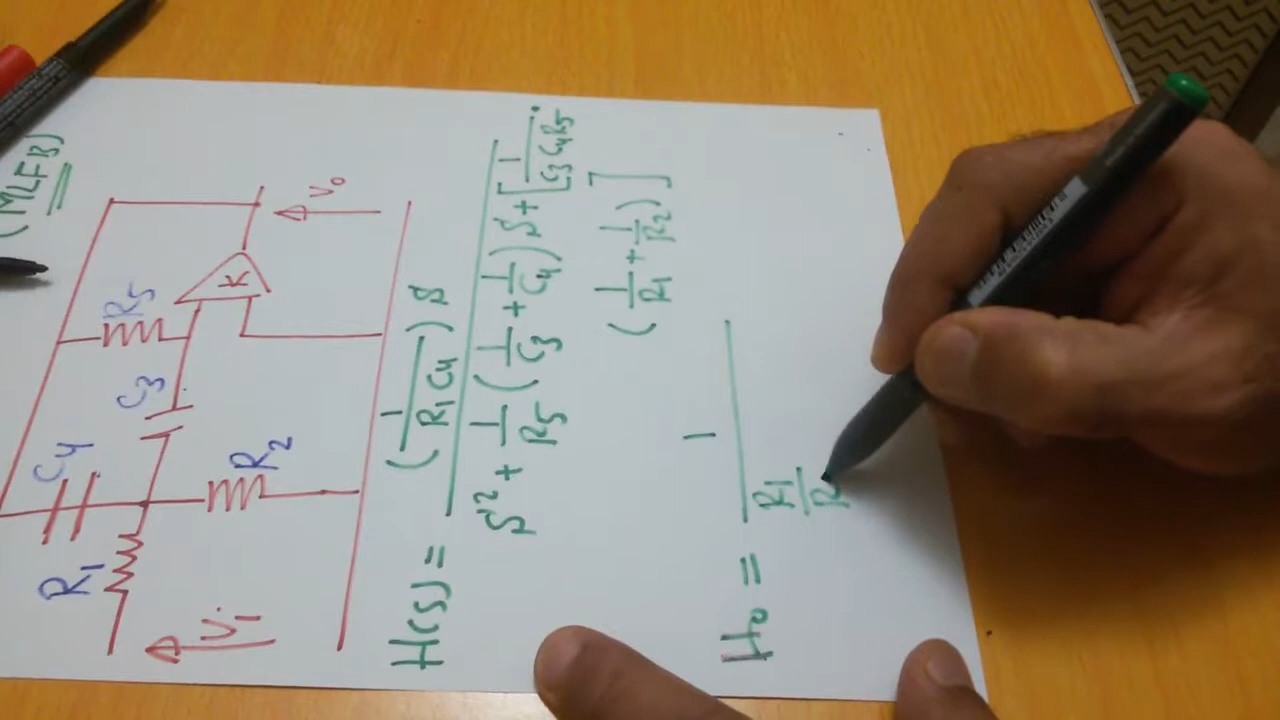 (MLFB)
R5
K
Vo
C4
C3
R1
R2
Vi
H(s) = (1/R1C4) S
S² + 1/R5 (1/C3 + 1/C4) S + [1/C3C4R5 .
(1/R1 + 1/R2)]
Ho = 1
R1/R